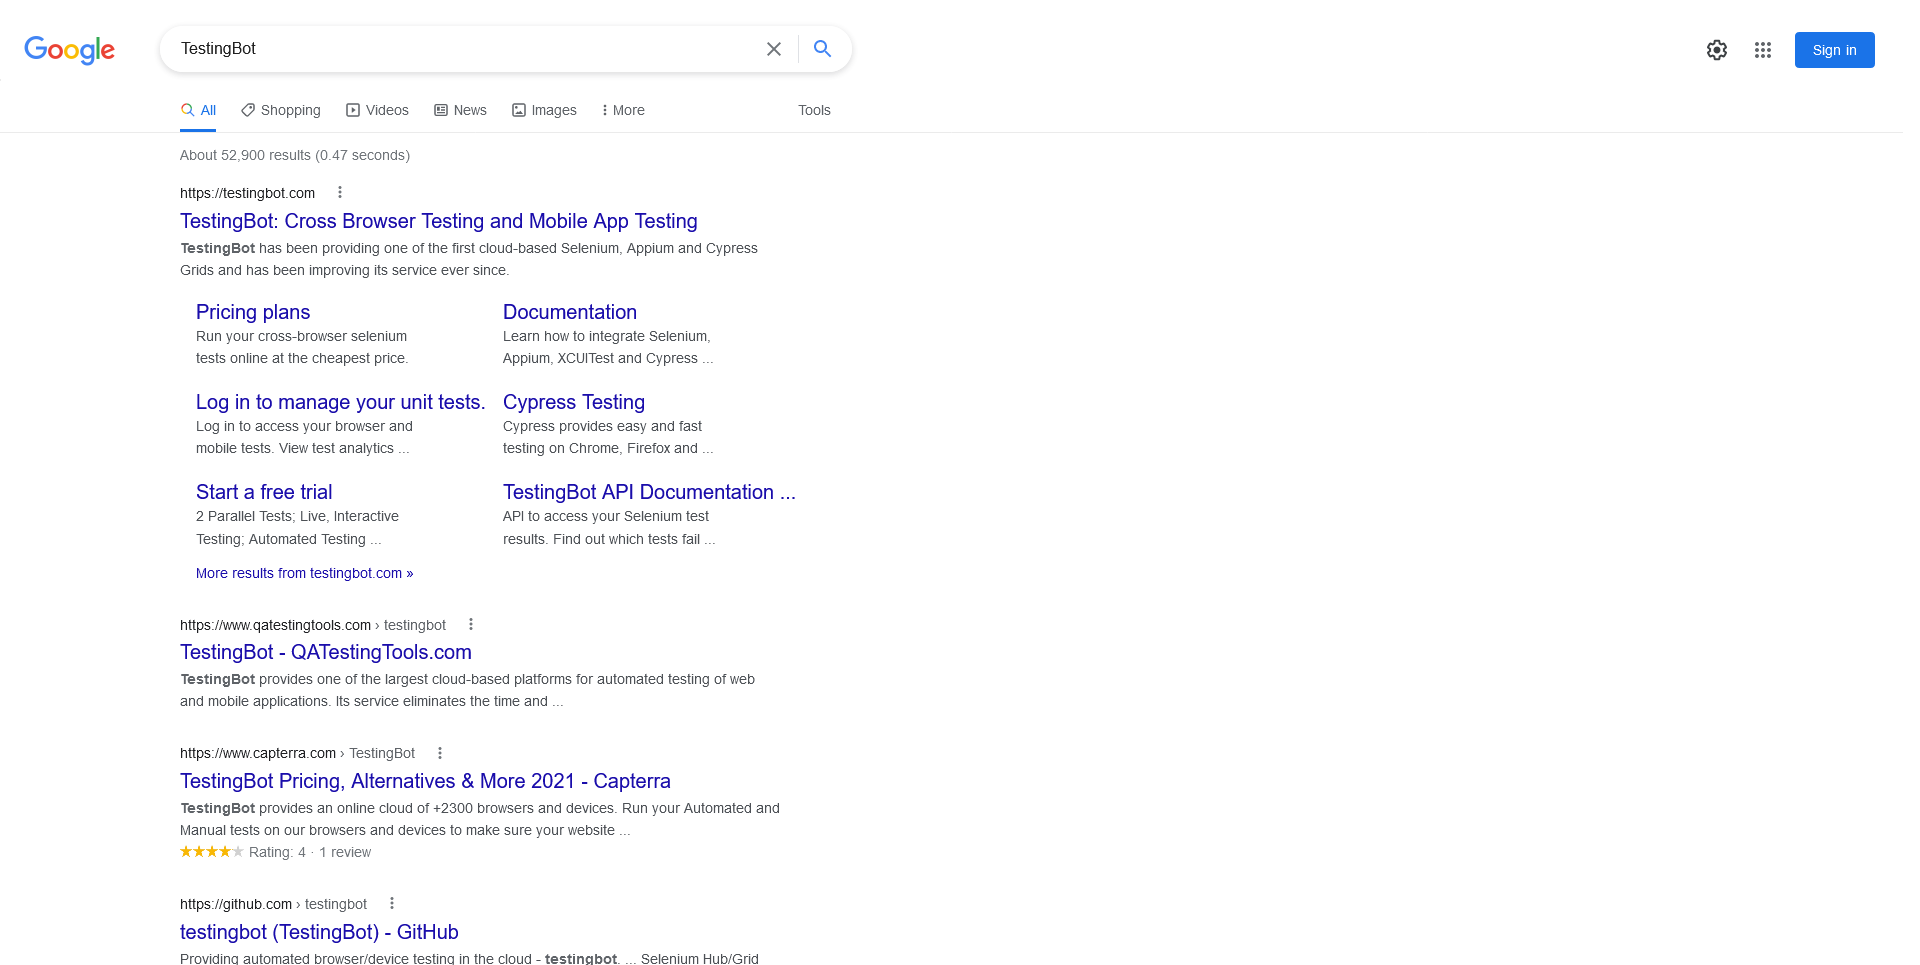 Google
TestingBot
Sign in
All
Shopping
Videos
News
Images
More
Tools
About 52,900 results (0.47 seconds)
https://testingbot.com
TestingBot: Cross Browser Testing and Mobile App Testing
TestingBot has been providing one of the first cloud-based Selenium, Appium and Cypress
Grids and has been improving its service ever since.
Pricing plans
Run your cross-browser selenium
tests online at the cheapest price.
Documentation
Learn how to integrate Selenium,
Appium, XCUITest and Cypress ...
Log in to manage your unit tests.
Log in to access your browser and
mobile tests. View test analytics ...
Cypress Testing
Cypress provides easy and fast
testing on Chrome, Firefox and ...
Start a free trial
2 Parallel Tests; Live, Interactive
Testing; Automated Testing ...
TestingBot API Documentation ...
API to access your Selenium test
results. Find out which tests fail ...
More results from testingbot.com »
https://www.qatestingtools.com › testingbot
TestingBot - QATestingTools.com
TestingBot provides one of the largest cloud-based platforms for automated testing of web
and mobile applications. Its service eliminates the time and ...
https://www.capterra.com › TestingBot
TestingBot Pricing, Alternatives & More 2021 - Capterra
TestingBot provides an online cloud of +2300 browsers and devices. Run your Automated and
Manual tests on our browsers and devices to make sure your website ...
Rating: 4 · 1 review
https://github.com › testingbot
testingbot (TestingBot) - GitHub
Providing automated browser/device testing in the cloud - testingbot. ... Selenium Hub/Grid